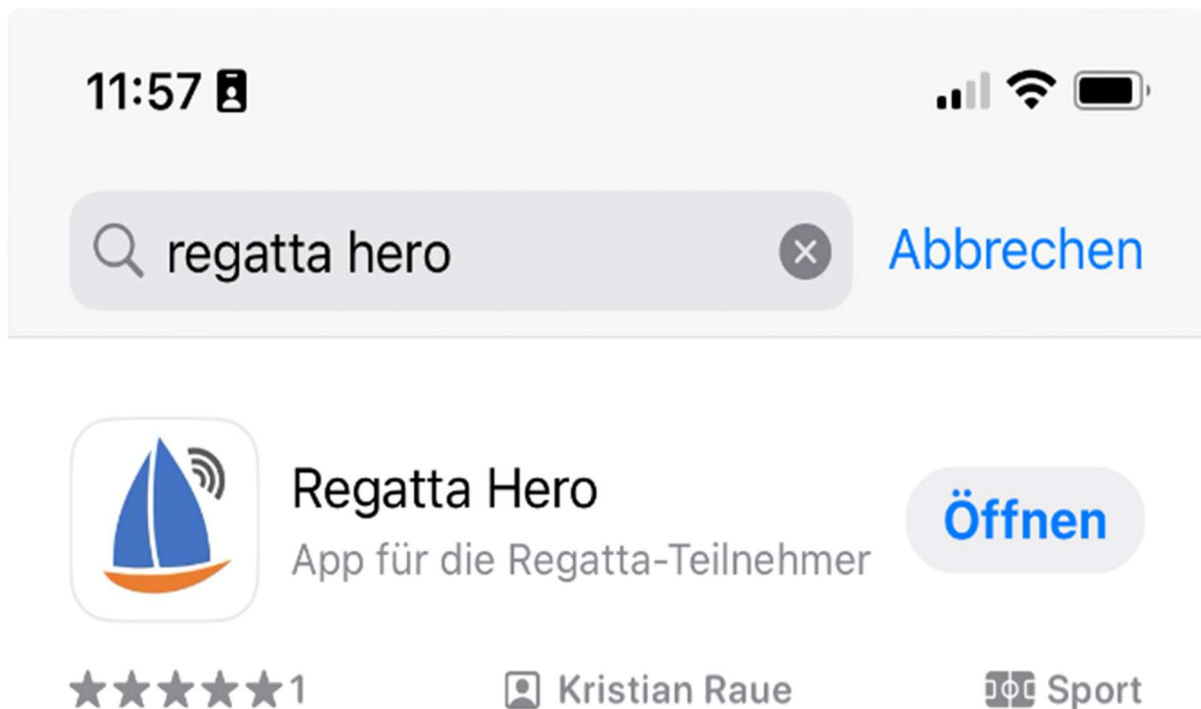 11:57
regatta hero Abbrechen
Regatta Hero
App für die Regatta-Teilnehmer
Öffnen
1 Kristian Raue Sport